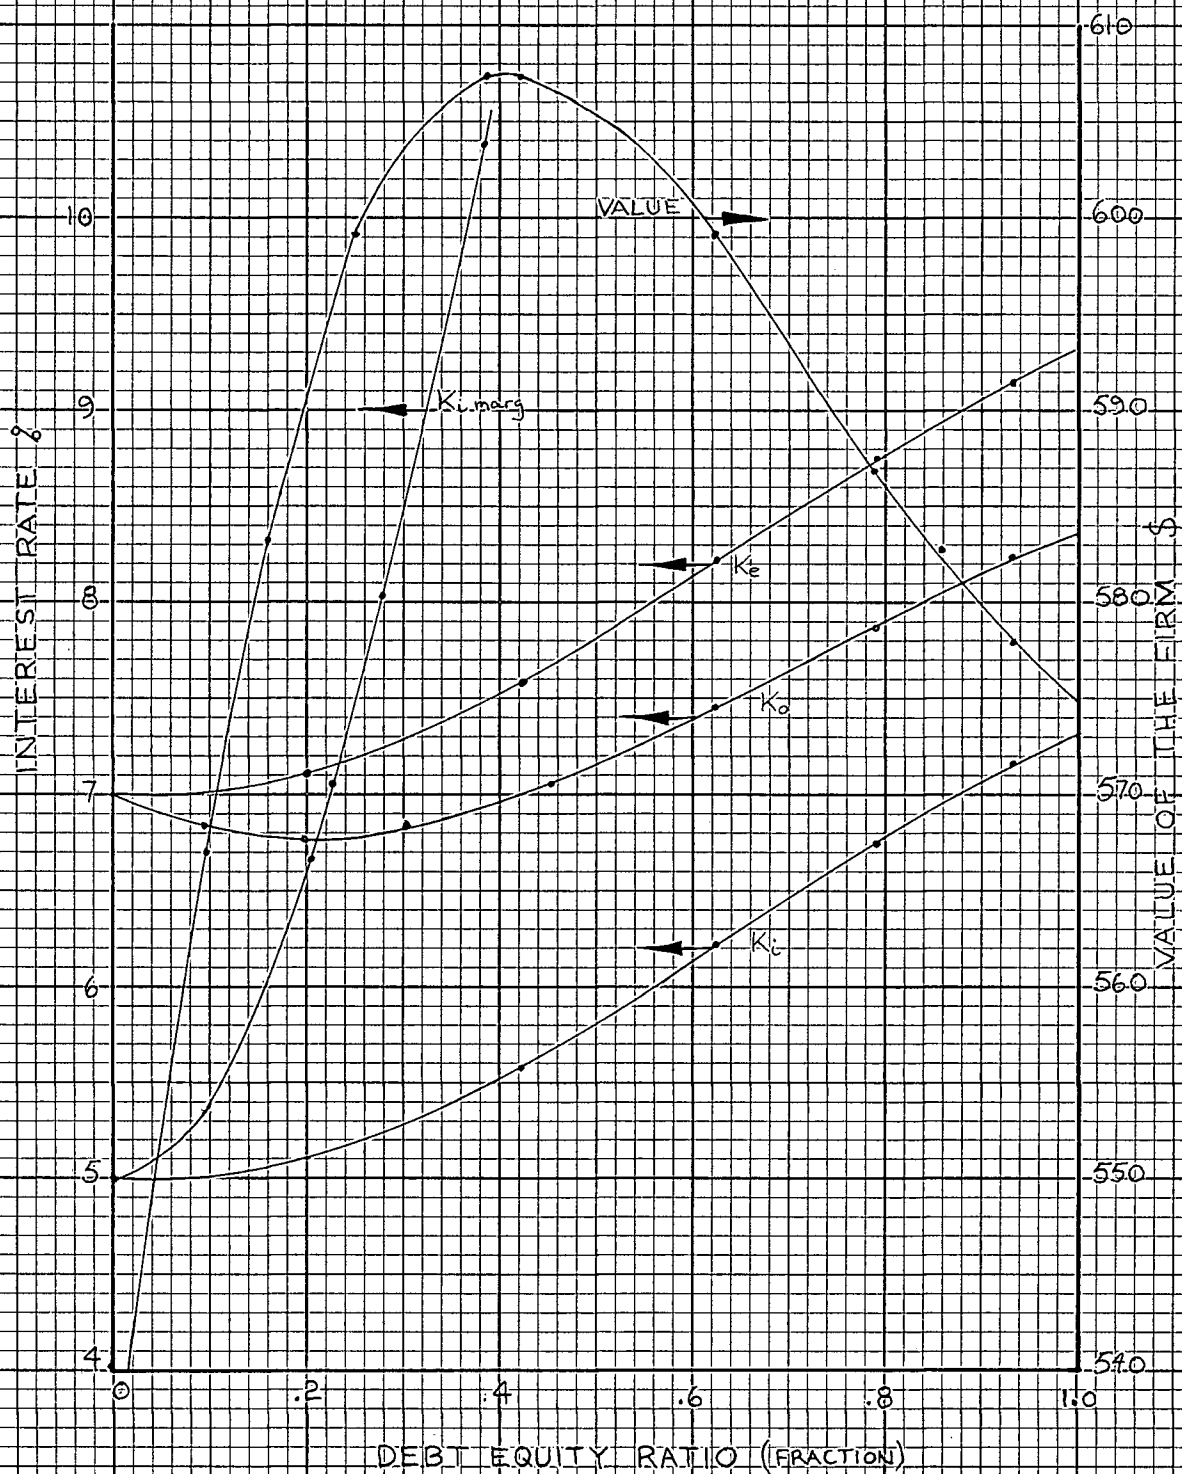 610
VALUE
10
600
Ki marg
9
590
INTEREST RATE %
Ke
8
580
VALUE OF THE FIRM $
Ko
7
570
Ki
6
560
5
550
4
540
0 .2 .4 .6 .8 1.0
DEBT EQUITY RATIO (FRACTION)